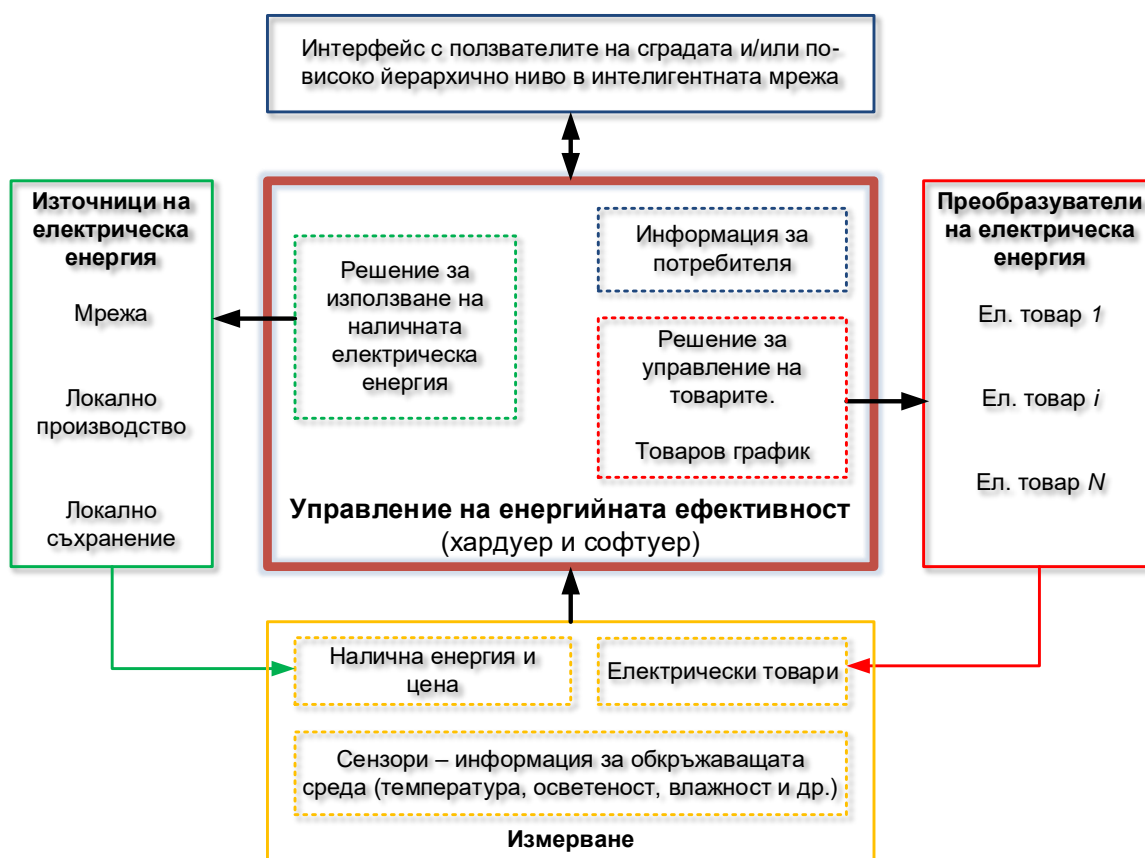 Интерфейс с ползвателите на сградата и/или по-
високо йерархично ниво в интелигентната мрежа
Източници на
електрическа
енергия
Мрежа
Локално
производство
Локално
съхранение
Решение за
използване на
наличната
електрическа
енергия
Информация за
потребителя
Решение за
управление на
товарите.
Товаров график
Управление на енергийната ефективност
(хардуер и софтуер)
Преобразуватели
на електрическа
енергия
Ел. товар 1
Ел. товар i
Ел. товар N
Налична енергия и
цена
Електрически товари
Сензори – информация за обкръжаващата
среда (температура, осветеност, влажност и др.)
Измерване